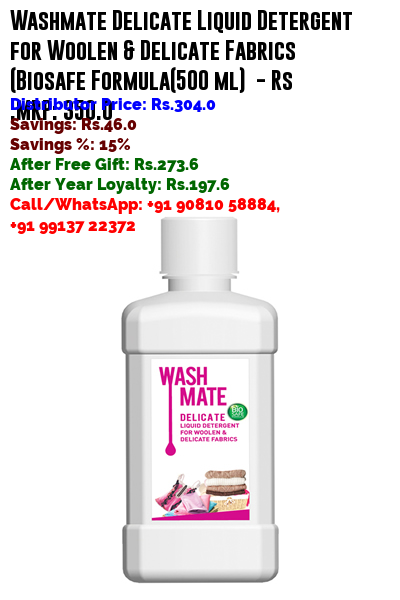 Washmate Delicate Liquid Detergent
for Woolen & Delicate Fabrics
(Biosafe Formula(500 ml) - Rs
.MRP: 350.0
Distributor Price: Rs.304.0
Savings: Rs.46.0
Savings %: 15%
After Free Gift: Rs.273.6
After Year Loyalty: Rs.197.6
Call/WhatsApp: +91 90810 58884,
+91 99137 22372
WASH
MATE
DELICATE
LIQUID DETERGENT
FOR WOOLEN &
DELICATE FABRICS
Bio
SAFE